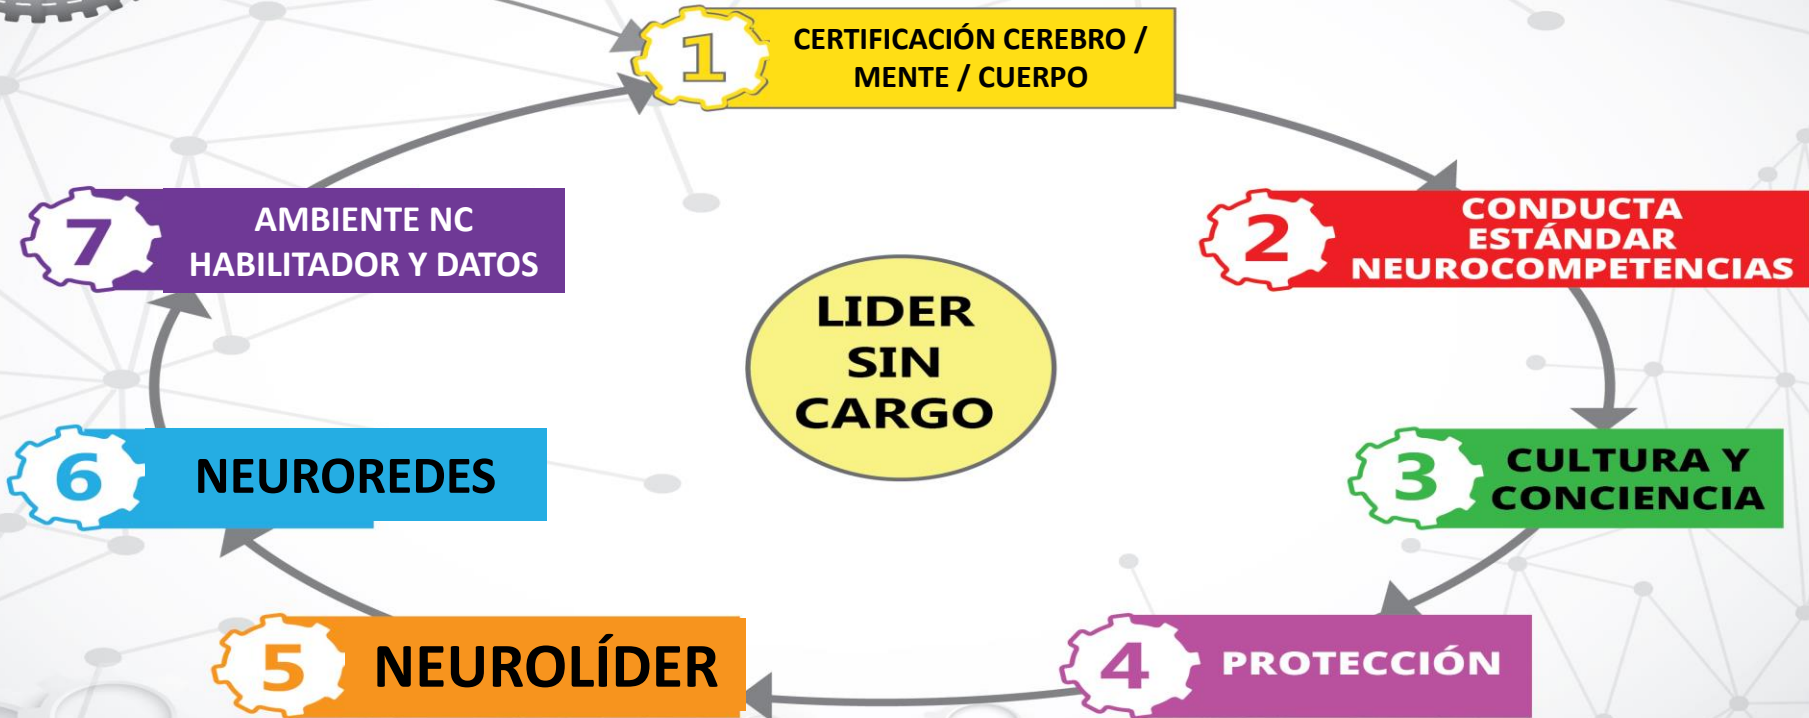 1
CERTIFICACIÓN CEREBRO /
MENTE / CUERPO
2
CONDUCTA
ESTÁNDAR
NEUROCOMPETENCIAS
3
CULTURA Y
CONCIENCIA
4
PROTECCIÓN
5
NEUROLÍDER
6
NEUROREDES
7
AMBIENTE NC
HABILITADOR Y DATOS
LIDER
SIN
CARGO